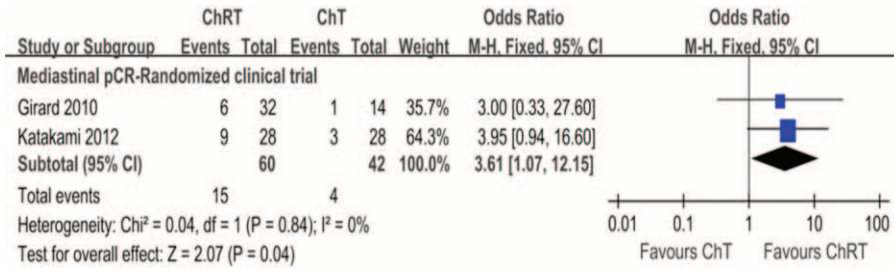 ChRT ChT Odds Ratio Odds Ratio
Study or Subgroup Events Total Events Total Weight M-H, Fixed, 95% CI M-H, Fixed, 95% CI
Mediastinal pCR-Randomized clinical trial
Girard 2010 6 32 1 14 35.7% 3.00 [0.33, 27.60]
Katakami 2012 9 28 3 28 64.3% 3.95 [0.94, 16.60]
Subtotal (95% CI) 60 42 100.0% 3.61 [1.07, 12.15]
Total events 15 4
Heterogeneity: Chi² = 0.04, df = 1 (P = 0.84); I² = 0%
Test for overall effect: Z = 2.07 (P = 0.04)
0.01 0.1 1 10 100
Favours ChT Favours ChRT